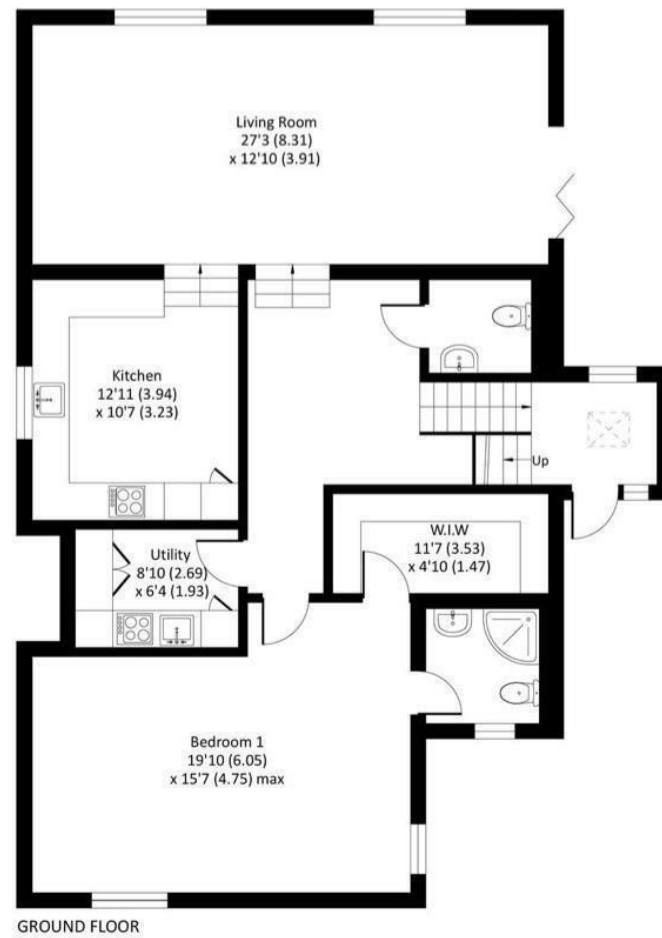 Living Room
27'3 (8.31)
x 12'10 (3.91)
Kitchen
12'11 (3.94)
x 10'7 (3.23)
Up
W.I.W
11'7 (3.53)
x 4'10 (1.47)
Utility
8'10 (2.69)
x 6'4 (1.93)
Bedroom 1
19'10 (6.05)
x 15'7 (4.75) max
GROUND FLOOR